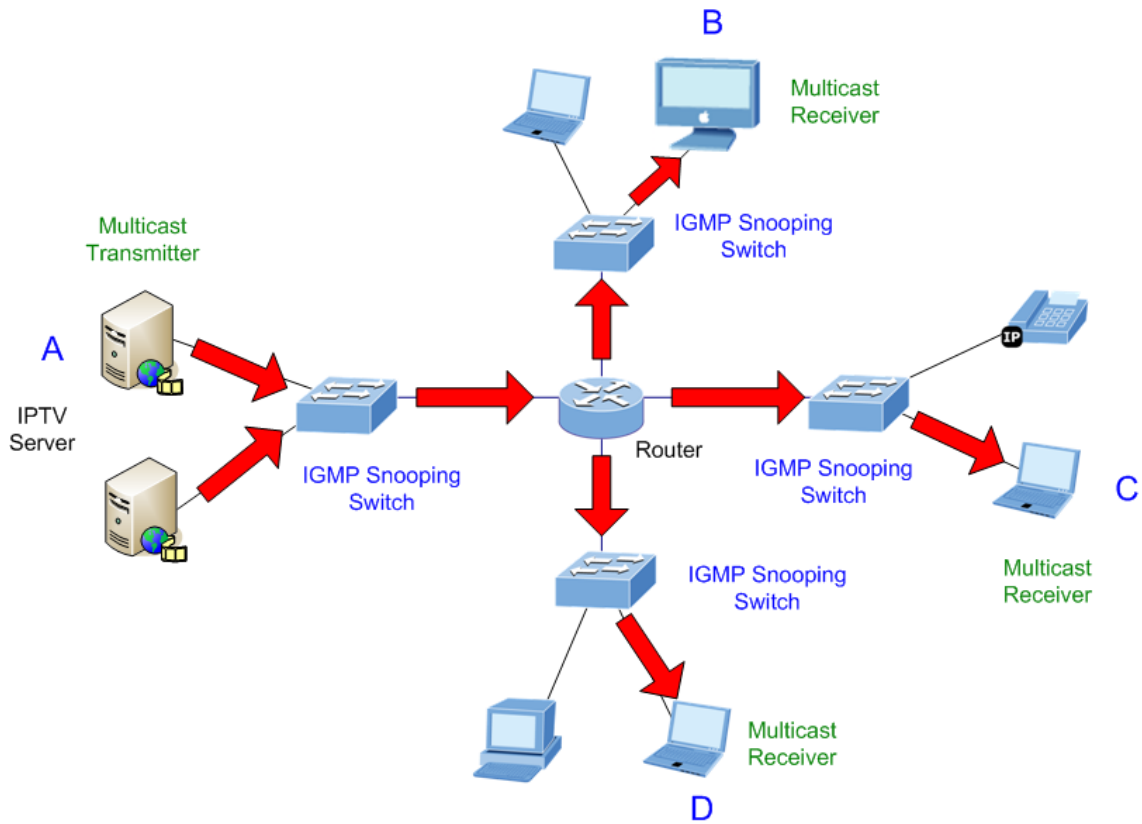 B
Multicast
Receiver
IGMP Snooping
Switch
Multicast
Transmitter
A
IPTV
Server
IGMP Snooping
Switch
Router
IP
IGMP Snooping
Switch
C
Multicast
Receiver
IGMP Snooping
Switch
Multicast
Receiver
D